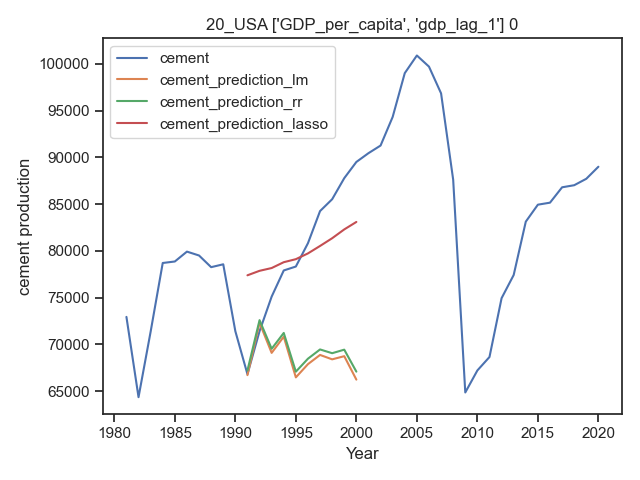 20_USA ['GDP_per_capita', 'gdp_lag_1'] 0
cement
cement_prediction_lm
cement_prediction_rr
cement_prediction_lasso
cement production
100000
95000
90000
85000
80000
75000
70000
65000
1980 1985 1990 1995 2000 2005 2010 2015 2020
Year